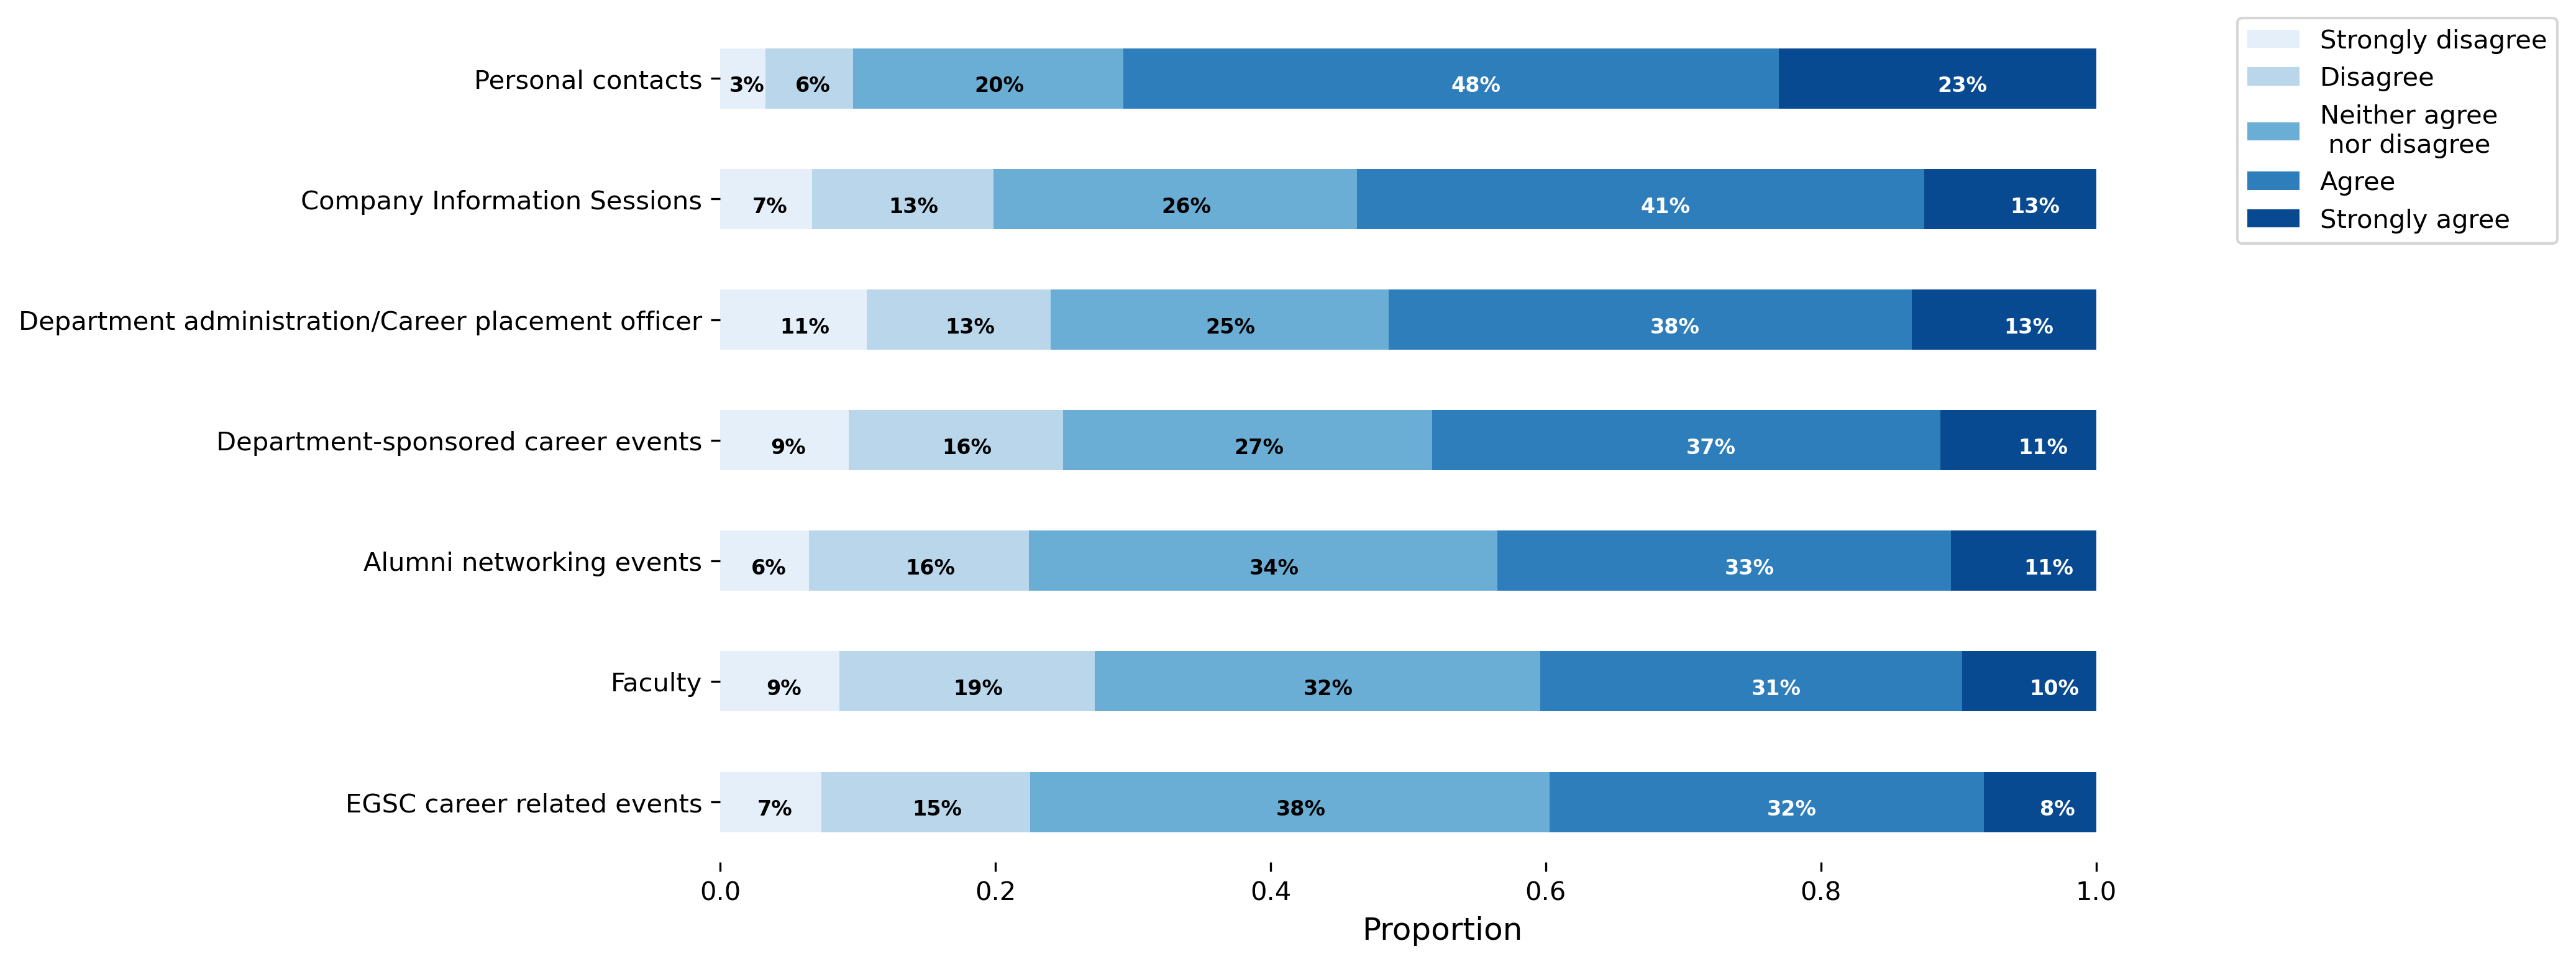 Strongly disagree
Disagree
Neither agree
nor disagree
Agree
Strongly agree
Personal contacts 3% 6% 20% 48% 23%
Company Information Sessions 7% 13% 26% 41% 13%
Department administration/Career placement officer 11% 13% 25% 38% 13%
Department-sponsored career events 9% 16% 27% 37% 11%
Alumni networking events 6% 16% 34% 33% 11%
Faculty 9% 19% 32% 31% 10%
EGSC career related events 7% 15% 38% 32% 8%
0.0 0.2 0.4 0.6 0.8 1.0
Proportion